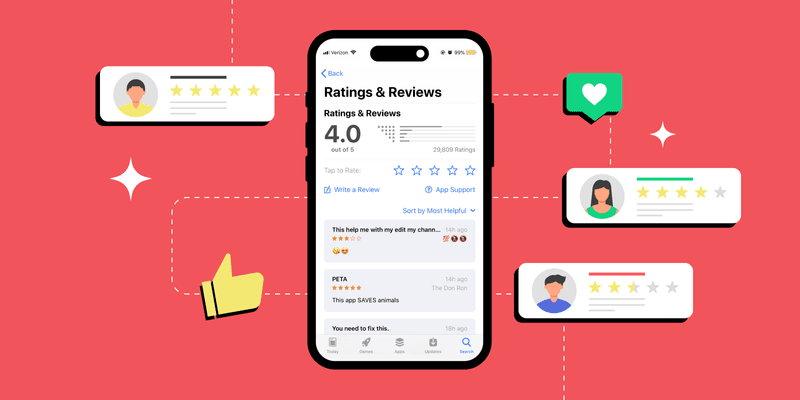 Verizon 99%
Back
Ratings & Reviews
Ratings & Reviews
4.0
out of 5
29,809 Ratings
Tap to Rate:
Write a Review App Support
Sort by Most Helpful
This help me with my edit my chann... 14h ago
💯
PETA 14h ago
The Don Ron
This app SAVES animals
You need to fix this. 18h ago
Today Games Apps Updates Search